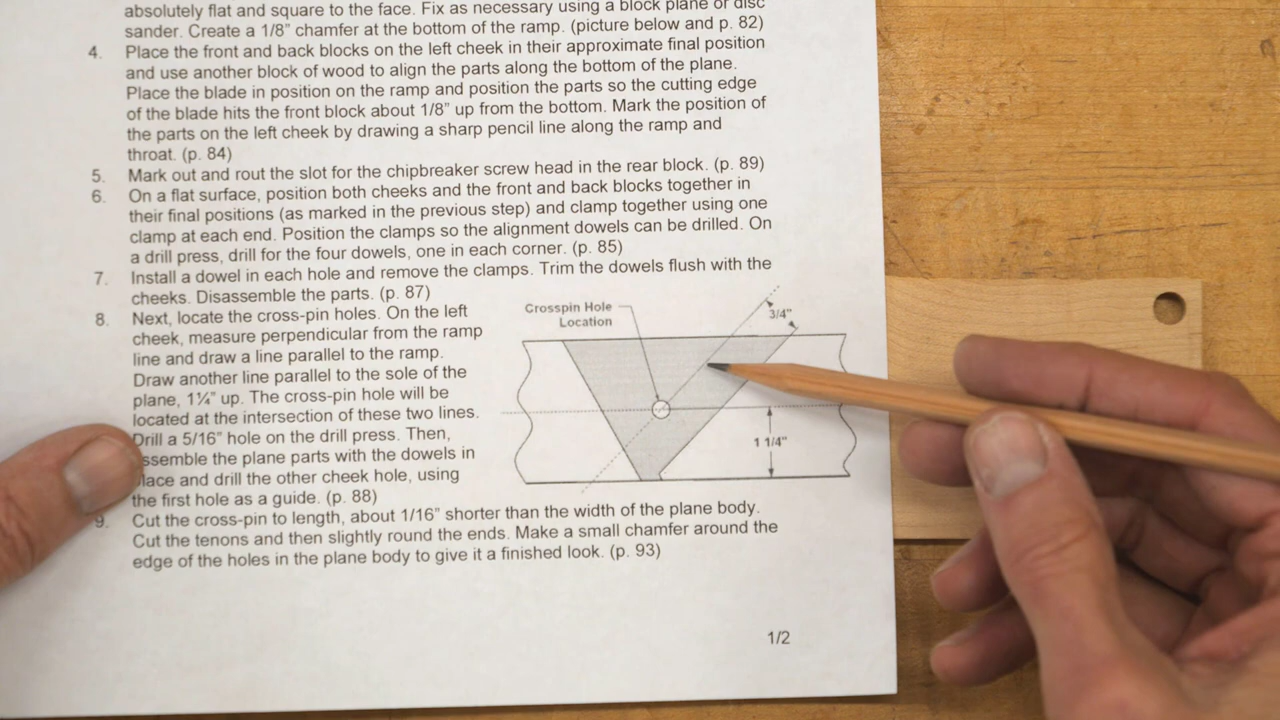 absolutely flat and square to the face. Fix as necessary using a block plane or disc
sander. Create a 1/8” chamfer at the bottom of the ramp. (picture below and p. 82)
4. Place the front and back blocks on the left cheek in their approximate final position
and use another block of wood to align the parts along the bottom of the plane.
Place the blade in position on the ramp and position the parts so the cutting edge
of the blade hits the front block about 1/8” up from the bottom. Mark the position of
the parts on the left cheek by drawing a sharp pencil line along the ramp and
throat. (p. 84)
5. Mark out and rout the slot for the chipbreaker screw head in the rear block. (p. 89)
6. On a flat surface, position both cheeks and the front and back blocks together in
their final positions (as marked in the previous step) and clamp together using one
clamp at each end. Position the clamps so the alignment dowels can be drilled. On
a drill press, drill for the four dowels, one in each corner. (p. 85)
7. Install a dowel in each hole and remove the clamps. Trim the dowels flush with the
cheeks. Disassemble the parts. (p. 87)
8. Next, locate the cross-pin holes. On the left
cheek, measure perpendicular from the ramp
line and draw a line parallel to the ramp.
Draw another line parallel to the sole of the
plane, 1¼” up. The cross-pin hole will be
located at the intersection of these two lines.
Drill a 5/16” hole on the drill press. Then,
ssemble the plane parts with the dowels in
lace and drill the other cheek hole, using
the first hole as a guide. (p. 88)
Crosspin Hole
Location
3/4"
1 1/4"
9. Cut the cross-pin to length, about 1/16” shorter than the width of the plane body.
Cut the tenons and then slightly round the ends. Make a small chamfer around the
edge of the holes in the plane body to give it a finished look. (p. 93)
1/2